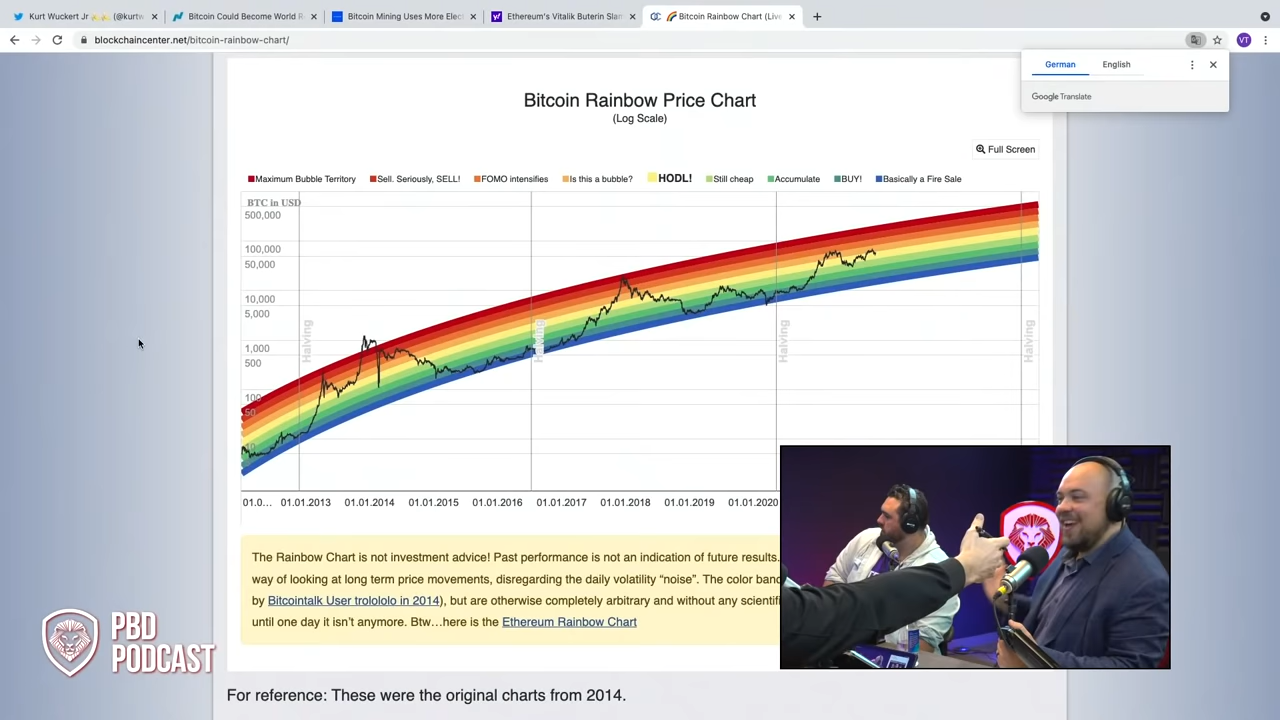 Kurt Wuckert Jr
(@kurtw
Bitcoin Could Become World R
Bitcoin Mining Uses More Elec
Ethereum's Vitalik Buterin Slam
Bitcoin Rainbow Chart (Live
blockchaincenter.net/bitcoin-rainbow-chart/
VT
German English
Google Translate
Bitcoin Rainbow Price Chart
(Log Scale)
Full Screen
Maximum Bubble Territory Sell. Seriously, SELL! FOMO intensifies Is this a bubble? HODL! Still cheap Accumulate BUY! Basically a Fire Sale
BTC in USD
500,000
100,000
50,000
10,000
5,000
1,000
500
100
50
10
Halving
Halving
Halving
Halving
01.0... 01.01.2013 01.01.2014 01.01.2015 01.01.2016 01.01.2017 01.01.2018 01.01.2019 01.01.2020
The Rainbow Chart is not investment advice! Past performance is not an indication of future results.
way of looking at long term price movements, disregarding the daily volatility “noise”. The color band
by Bitcointalk User trolololo in 2014), but are otherwise completely arbitrary and without any scientifi
until one day it isn’t anymore. Btw…here is the Ethereum Rainbow Chart
PBD
PODCAST
For reference: These were the original charts from 2014.